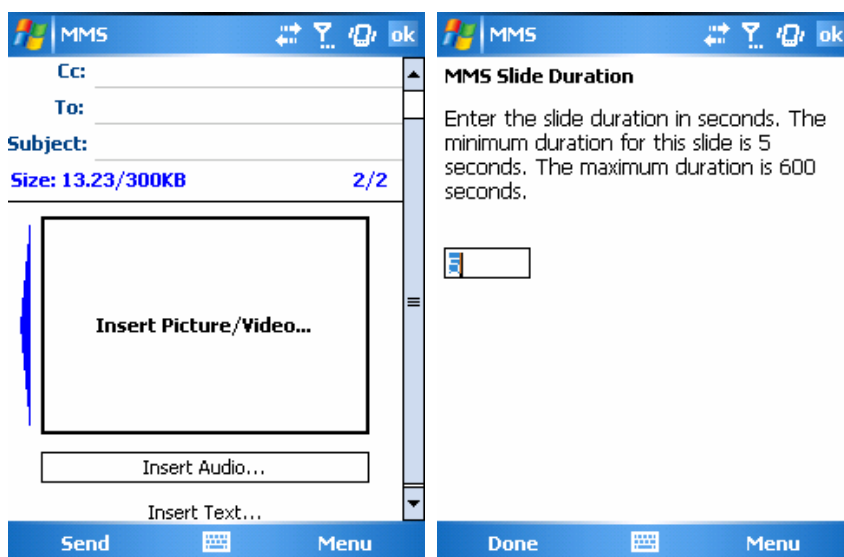 MMS
ok
Cc:
To:
Subject:
Size: 13.23/300KB 2/2
Insert Picture/Video...
Insert Audio...
Insert Text...
Send
Menu
MMS
ok
MMS Slide Duration
Enter the slide duration in seconds. The
minimum duration for this slide is 5
seconds. The maximum duration is 600
seconds.
5
Done
Menu